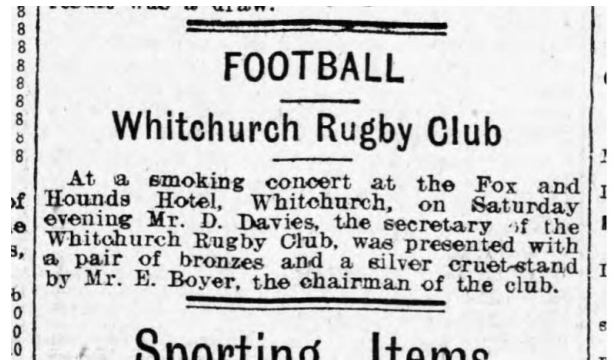 was a draw.
FOOTBALL
Whitchurch Rugby Club
At a smoking concert at the Fox and
Hounds Hotel, Whitchurch, on Saturday
evening Mr. D. Davies, the secretary of the
Whitchurch Rugby Club, was presented with
a pair of bronzes and a silver cruet-stand
by Mr. E. Boyer, the chairman of the club.
Sporting Items